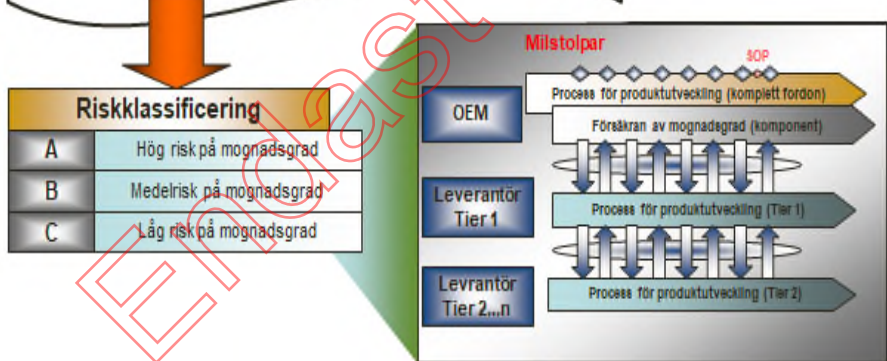 Riskklassificering
A Hög risk på mognadsgrad
B Medelrisk på mognadsgrad
C Låg risk på mognadsgrad
Milstolpar
SOP
OEM
Process för produktutveckling (komplett fordon)
Försäkran av mognadsgrad (komponent)
Leverantör
Tier 1
Process för produktutveckling (Tier 1)
Levrantör
Tier 2...n
Process för produktutveckling (Tier 2)
Endast